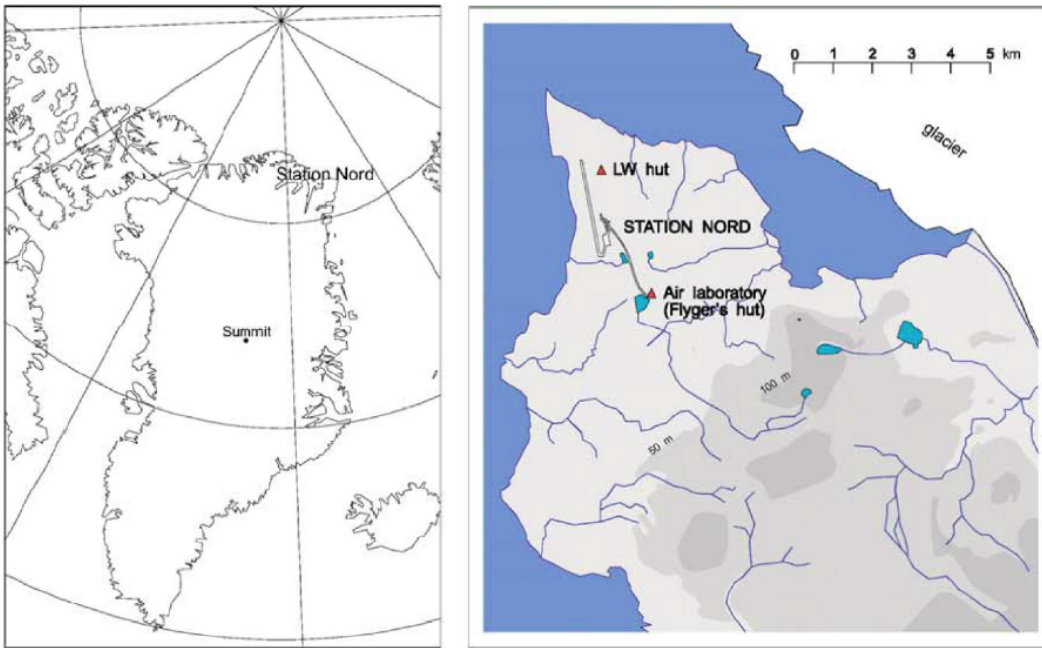 Station Nord
Summit
0 1 2 3 4 5 km
glacier
LW hut
STATION NORD
Air laboratory
(Flyger's hut)
100 m
50 m